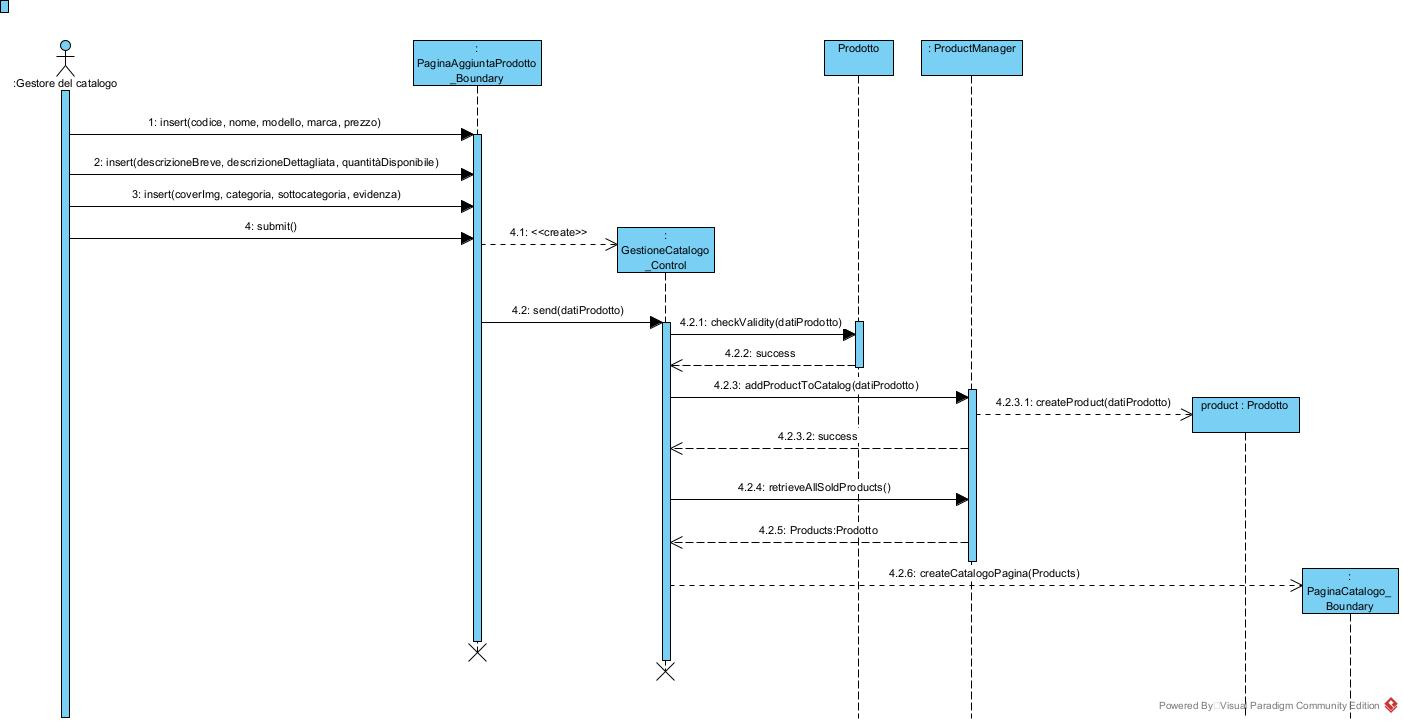 :Gestore del catalogo
:
PaginaAggiuntaProdotto
_Boundary
Prodotto
: ProductManager
1: insert(codice, nome, modello, marca, prezzo)
2: insert(descrizioneBreve, descrizioneDettagliata, quantitàDisponibile)
3: insert(coverImg, categoria, sottocategoria, evidenza)
4: submit()
4.1: <<create>>
:
GestioneCatalogo
_Control
4.2: send(datiProdotto)
4.2.1: checkValidity(datiProdotto)
4.2.2: success
4.2.3: addProductToCatalog(datiProdotto)
4.2.3.1: createProduct(datiProdotto)
product : Prodotto
4.2.3.2: success
4.2.4: retrieveAllSoldProducts()
4.2.5: Products:Prodotto
4.2.6: createCatalogoPagina(Products)
:
PaginaCatalogo_
Boundary
Powered By Visual Paradigm Community Edition